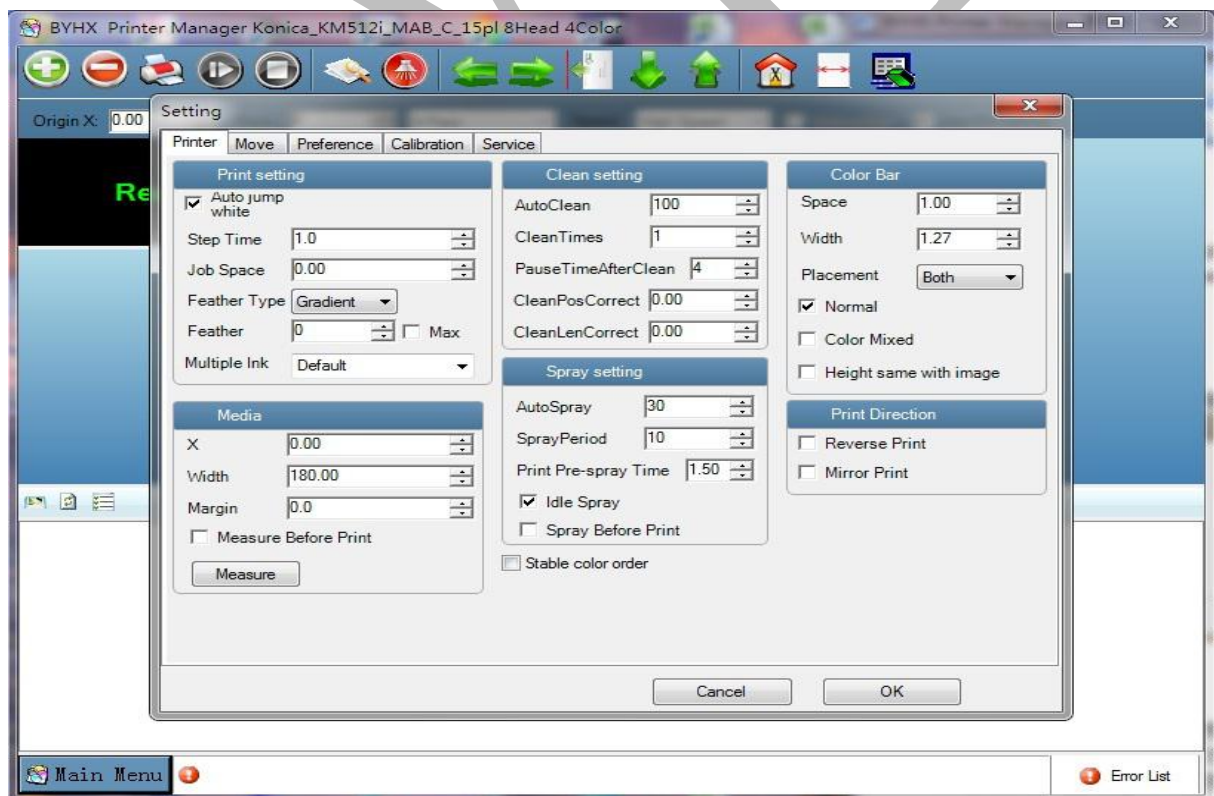 BYHX Printer Manager Konica_KM512i_MAB_C_15pl 8Head 4Color
Origin X: 0.00
Re
Setting
Printer Move Preference Calibration Service
Print setting
Auto jump
white
Step Time 1.0
Job Space 0.00
Feather Type Gradient
Feather 0 Max
Multiple Ink Default
Media
X 0.00
Width 180.00
Margin 0.0
Measure Before Print
Measure
Clean setting
AutoClean 100
CleanTimes 1
PauseTimeAfterClean 4
CleanPosCorrect 0.00
CleanLenCorrect 0.00
Spray setting
AutoSpray 30
SprayPeriod 10
Print Pre-spray Time 1.50
Idle Spray
Spray Before Print
Stable color order
Color Bar
Space 1.00
Width 1.27
Placement Both
Normal
Color Mixed
Height same with image
Print Direction
Reverse Print
Mirror Print
Cancel OK
Main Menu
Error List